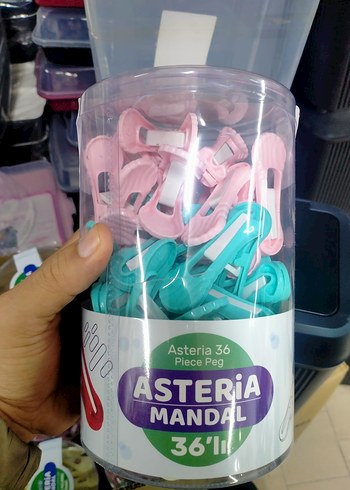 Asteria 36
Piece Peg
ASTERiA
MANDAL
36'lı